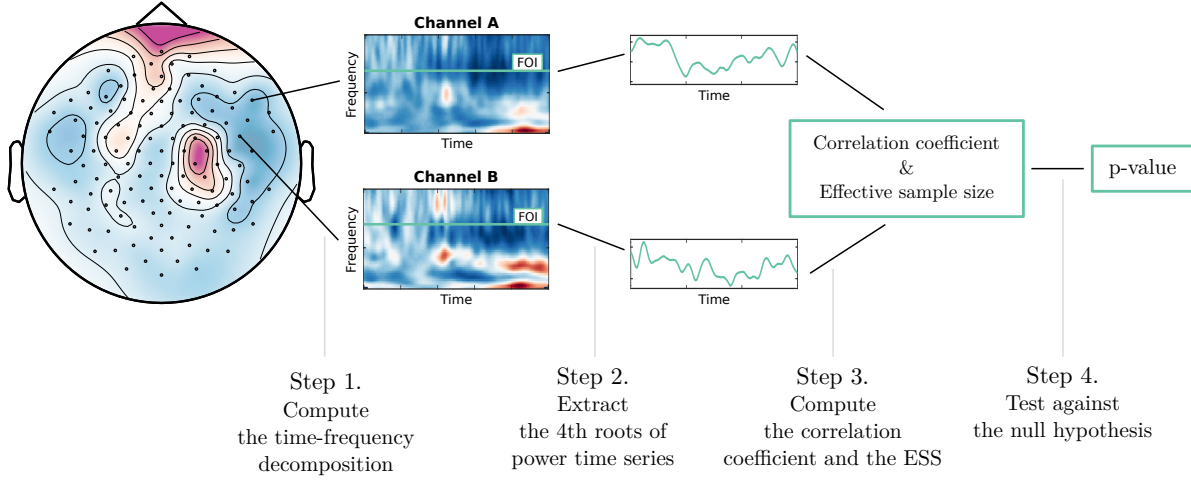 Channel A
Frequency
FOI
Time
Time
Channel B
Frequency
FOI
Time
Time
Correlation coefficient
&
Effective sample size
p-value
Step 1.
Compute
the time-frequency
decomposition
Step 2.
Extract
the 4th roots of
power time series
Step 3.
Compute
the correlation
coefficient and the ESS
Step 4.
Test against
the null hypothesis